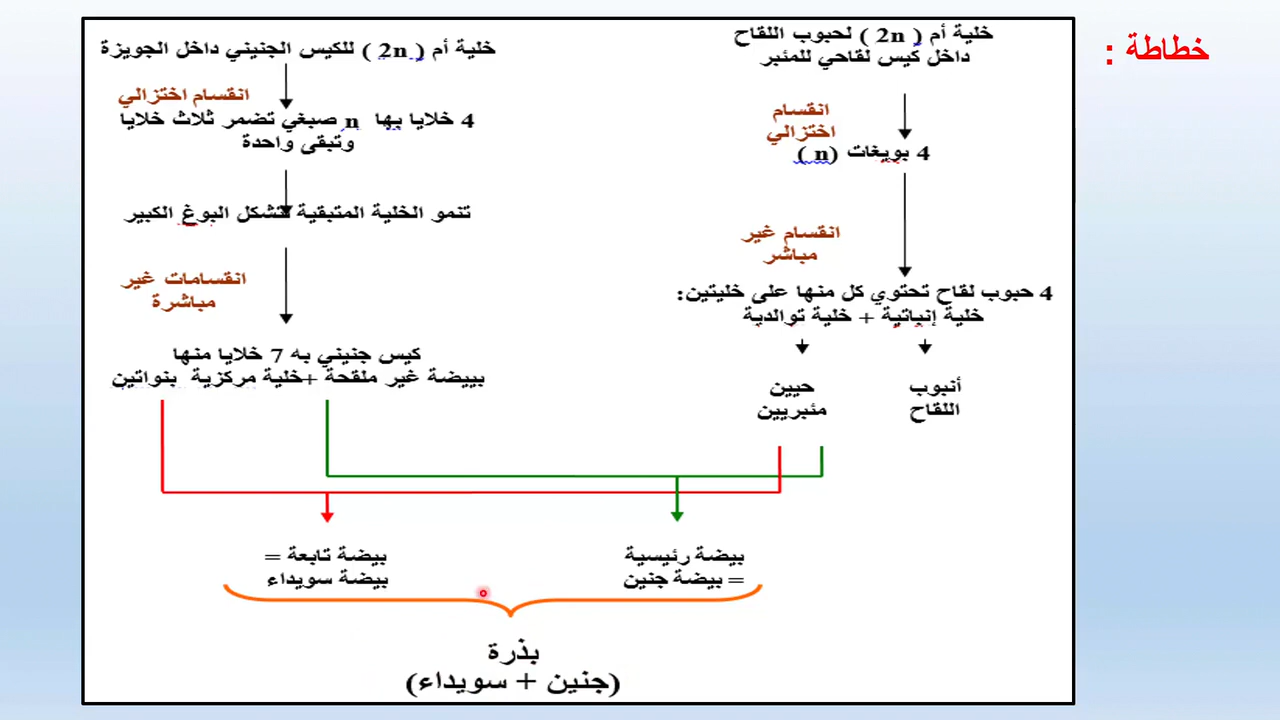 خطاطة :
خلية أم ( 2n ) لحبوب اللقاح
داخل كيس لقاحي للمئبر
انقسام
اختزالي
4 بويغات (n )
انقسام غير
مباشر
4 حبوب لقاح تحتوي كل منها على خليتين:
خلية إنباتية + خلية توالدية
أنبوب
اللقاح
حيين
مئبريين
خلية أم ( 2n ) للكيس الجنيني داخل الجويزة
انقسام اختزالي
4 خلايا بها n صبغي تضمر ثلاث خلايا
وتبقى واحدة
تنمو الخلية المتبقية لتشكل البوغ الكبير
انقسامات غير
مباشرة
كيس جنيني به 7 خلايا منها
بييضة غير ملقحة +خلية مركزية بنواتين
بيضة رئيسية
= بيضة جنين
بيضة تابعة =
بيضة سويداء
بذرة
(جنين + سويداء)